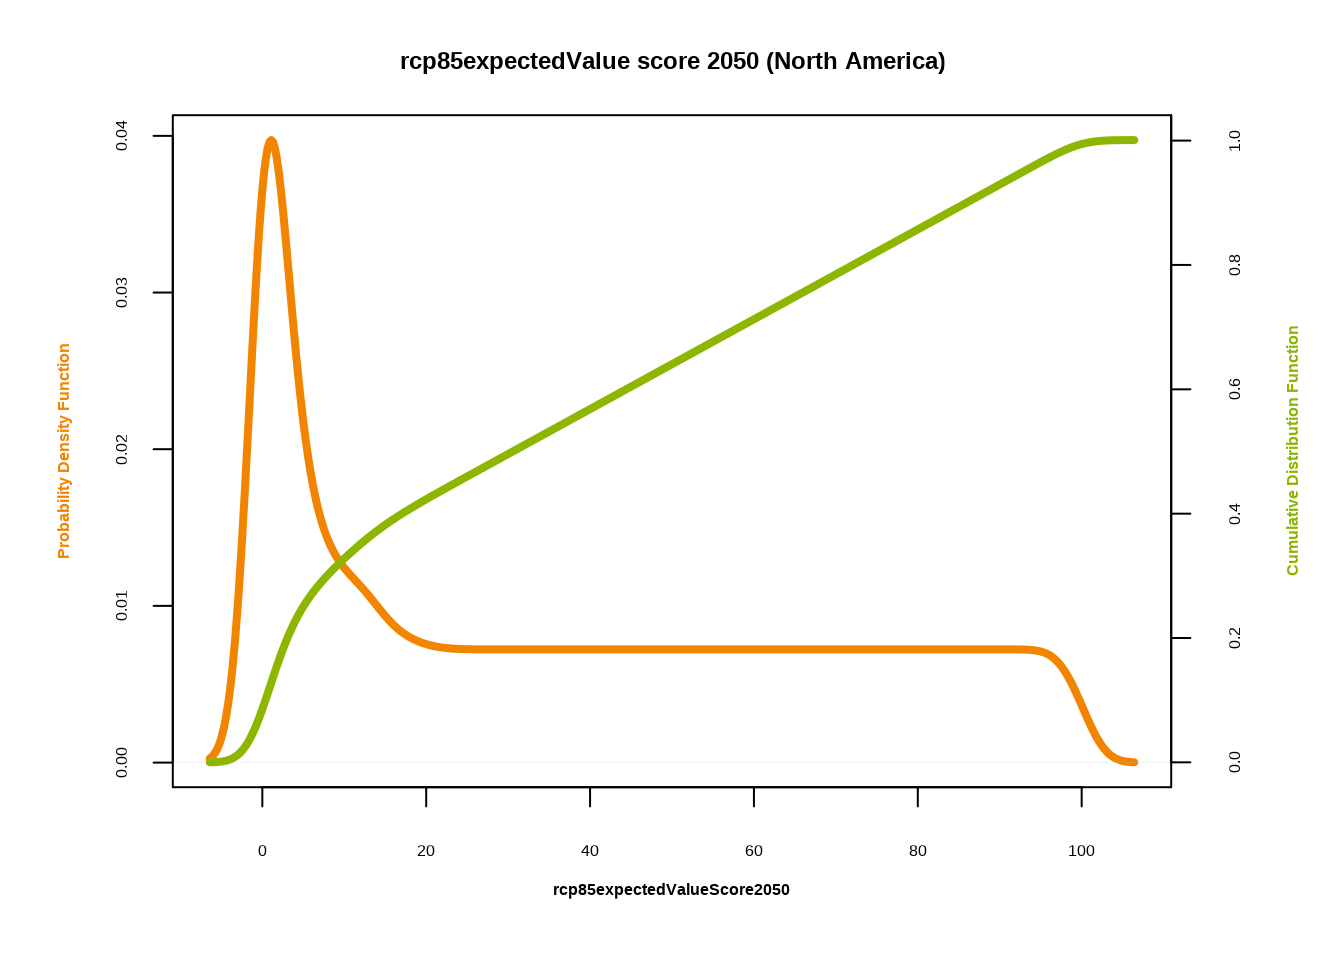 rcp85expectedValue score 2050 (North America)
Probability Density Function
0.04
0.03
0.02
0.01
0.00
1.0
0.8
0.6
0.4
0.2
0.0
Cumulative Distribution Function
0 20 40 60 80 100
rcp85expectedValueScore2050